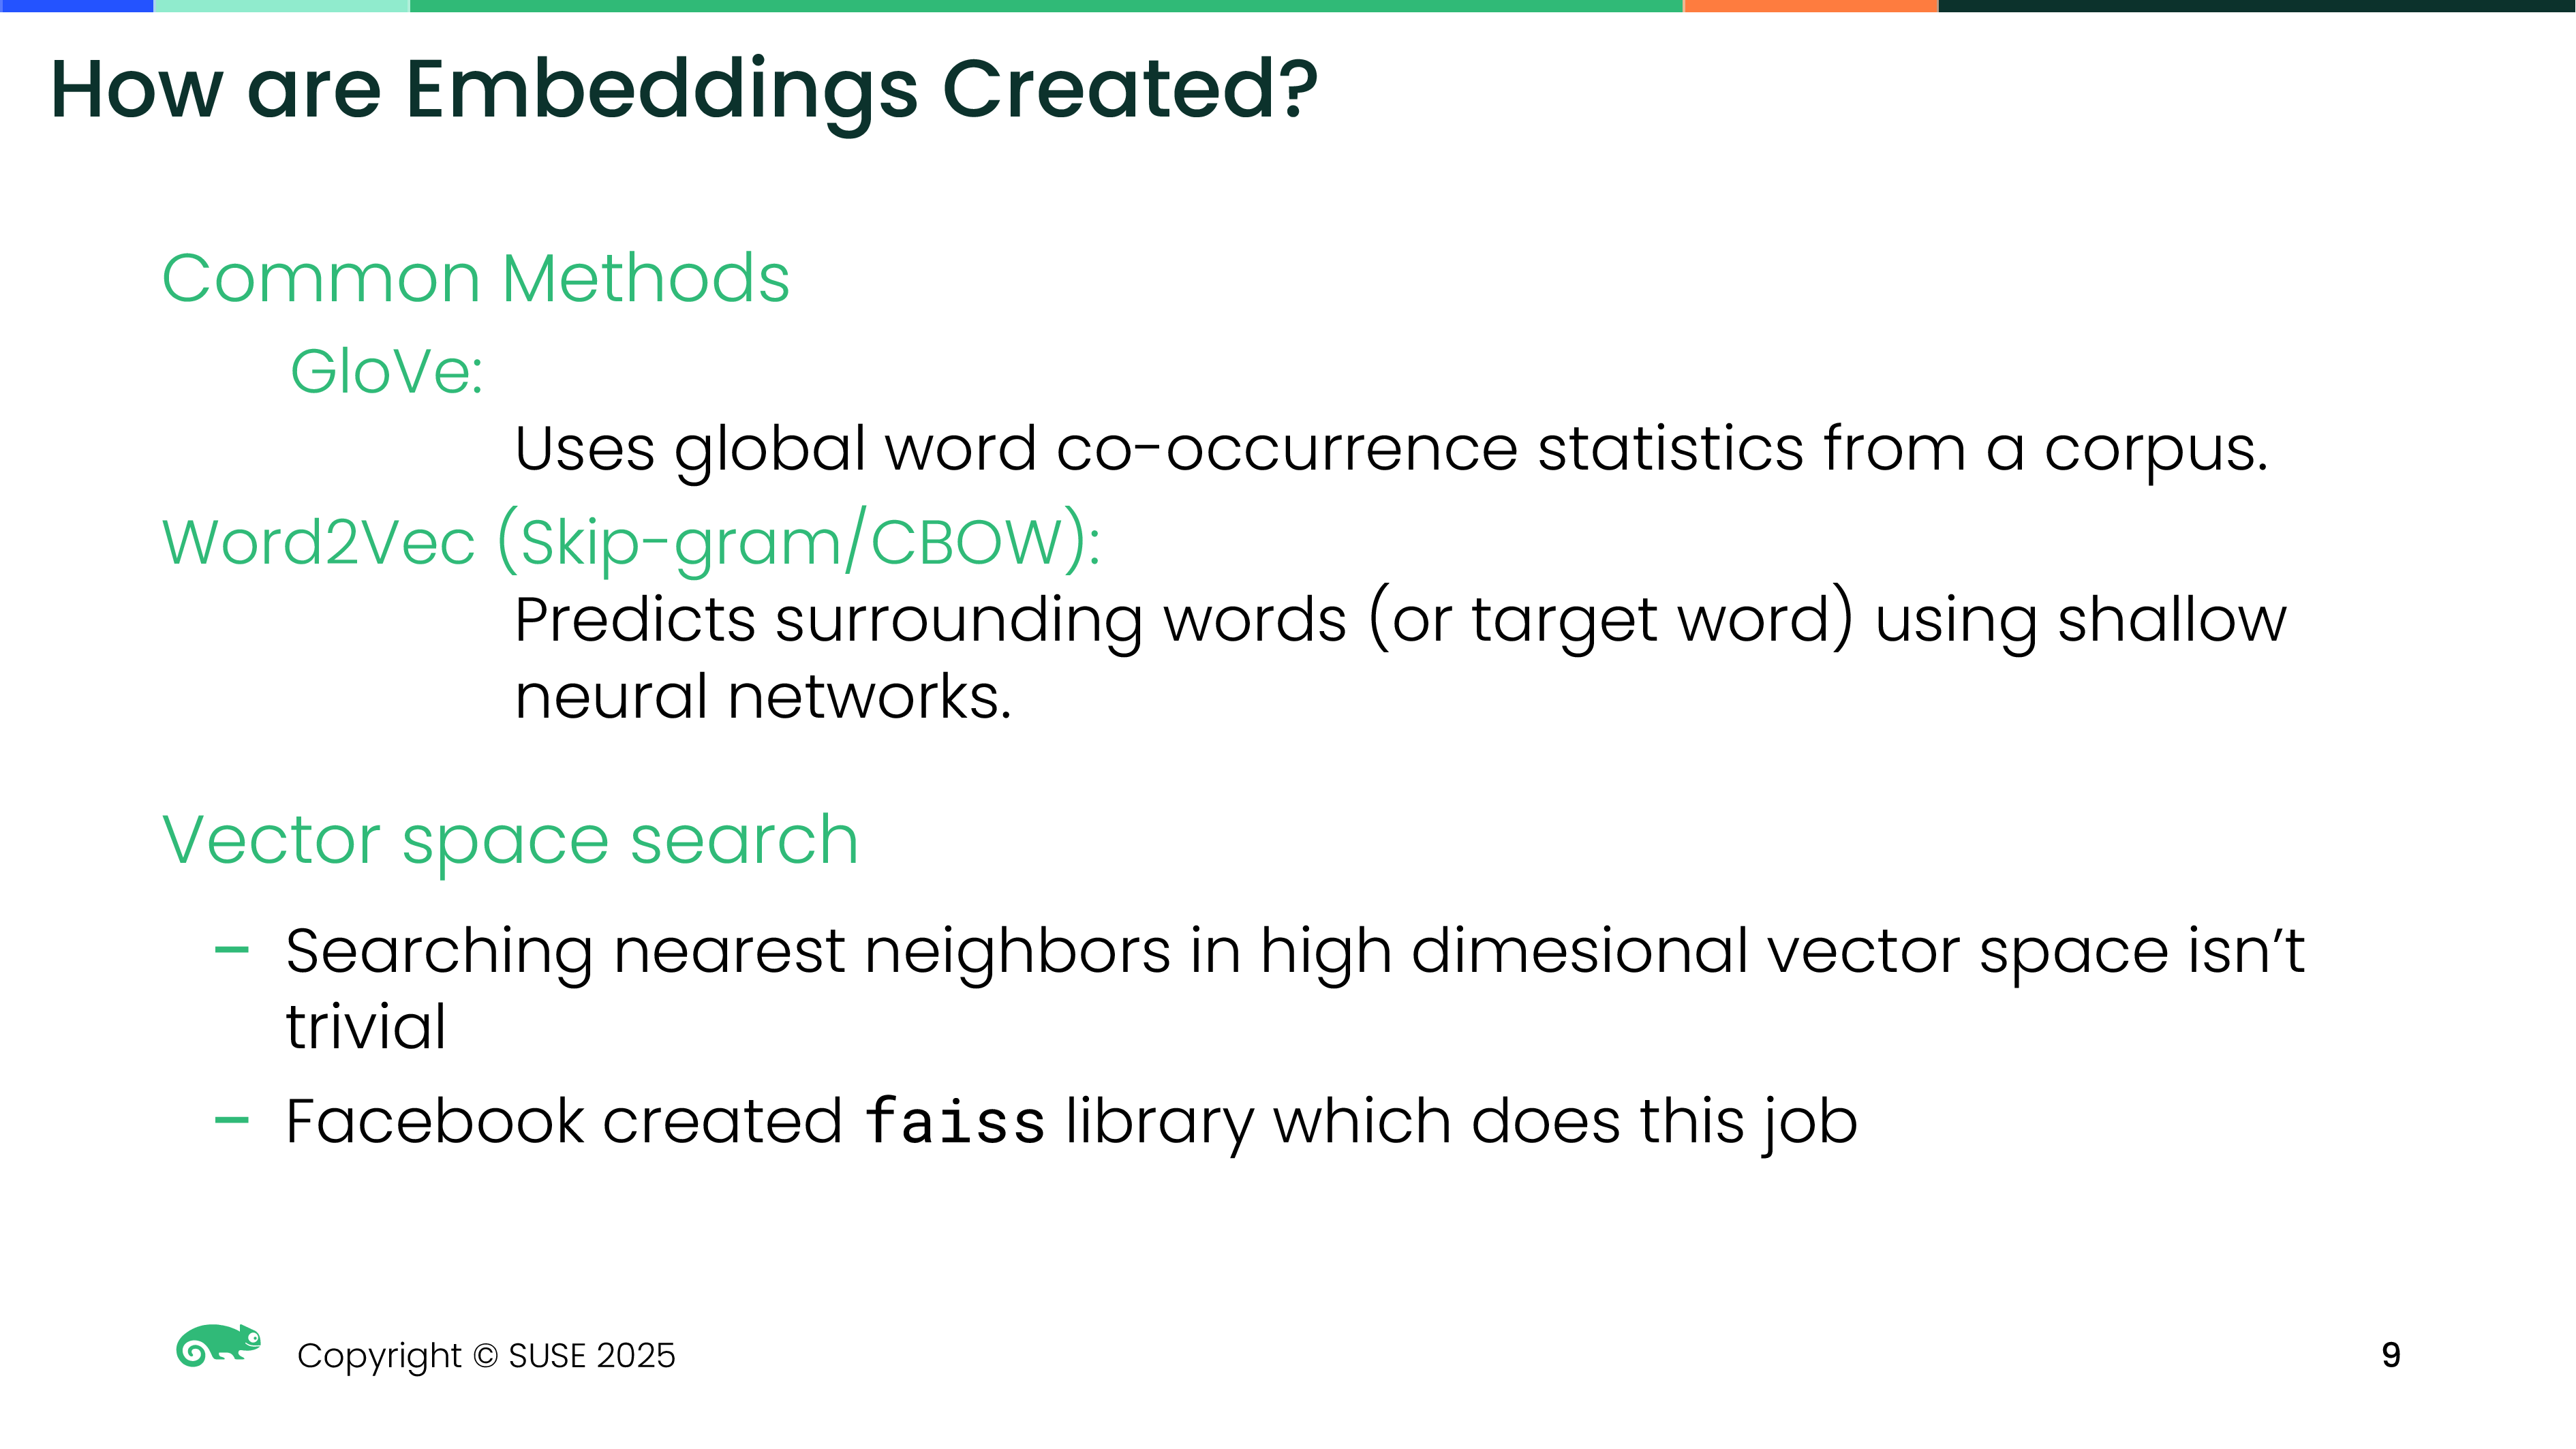 How are Embeddings Created?
Common Methods
GloVe:
Uses global word co-occurrence statistics from a corpus.
Word2Vec (Skip-gram/CBOW):
Predicts surrounding words (or target word) using shallow
neural networks.
Vector space search
– Searching nearest neighbors in high dimesional vector space isn’t
trivial
– Facebook created faiss library which does this job
Copyright © SUSE 2025
9